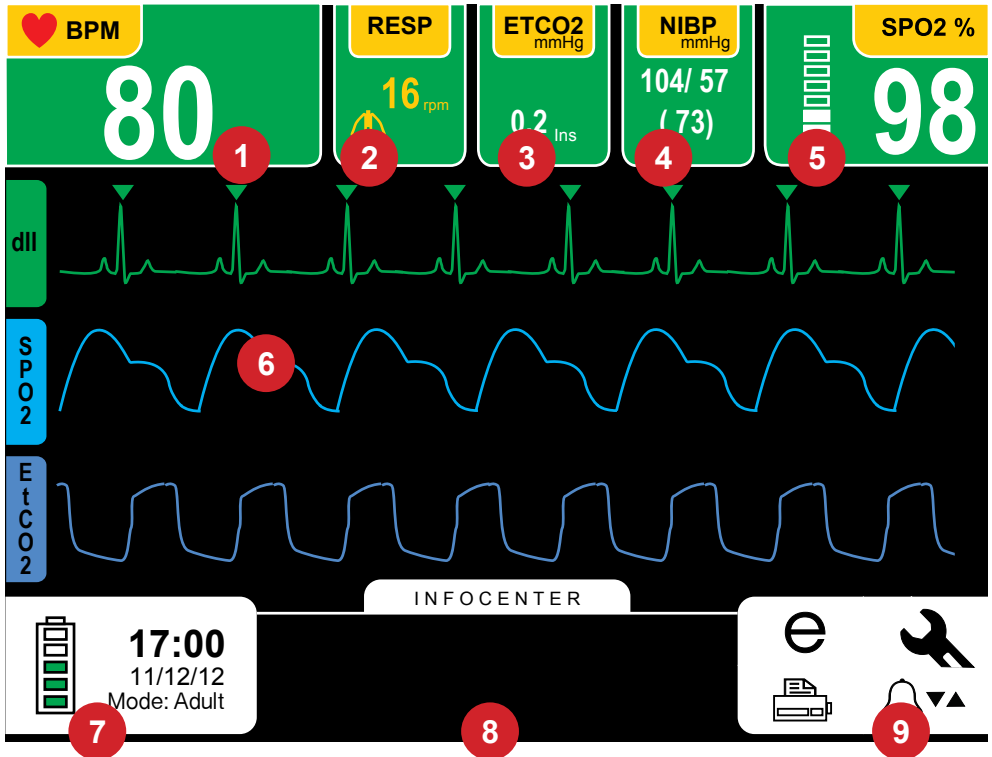 BPM
80
1
RESP
16 rpm
2
ETCO2
mmHg
0.2 Ins
3
NIBP
mmHg
104/ 57
( 73)
4
SPO2 %
98
5
dII
SPO2
6
EtCO2
INFOCENTER
17:00
11/12/12
Mode: Adult
7
8
e
9